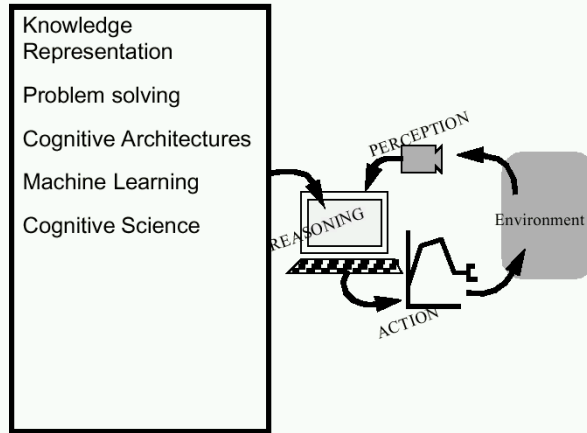 Knowledge
Representation
Problem solving
Cognitive Architectures
Machine Learning
Cognitive Science
PERCEPTION
REASONING
Environment
ACTION